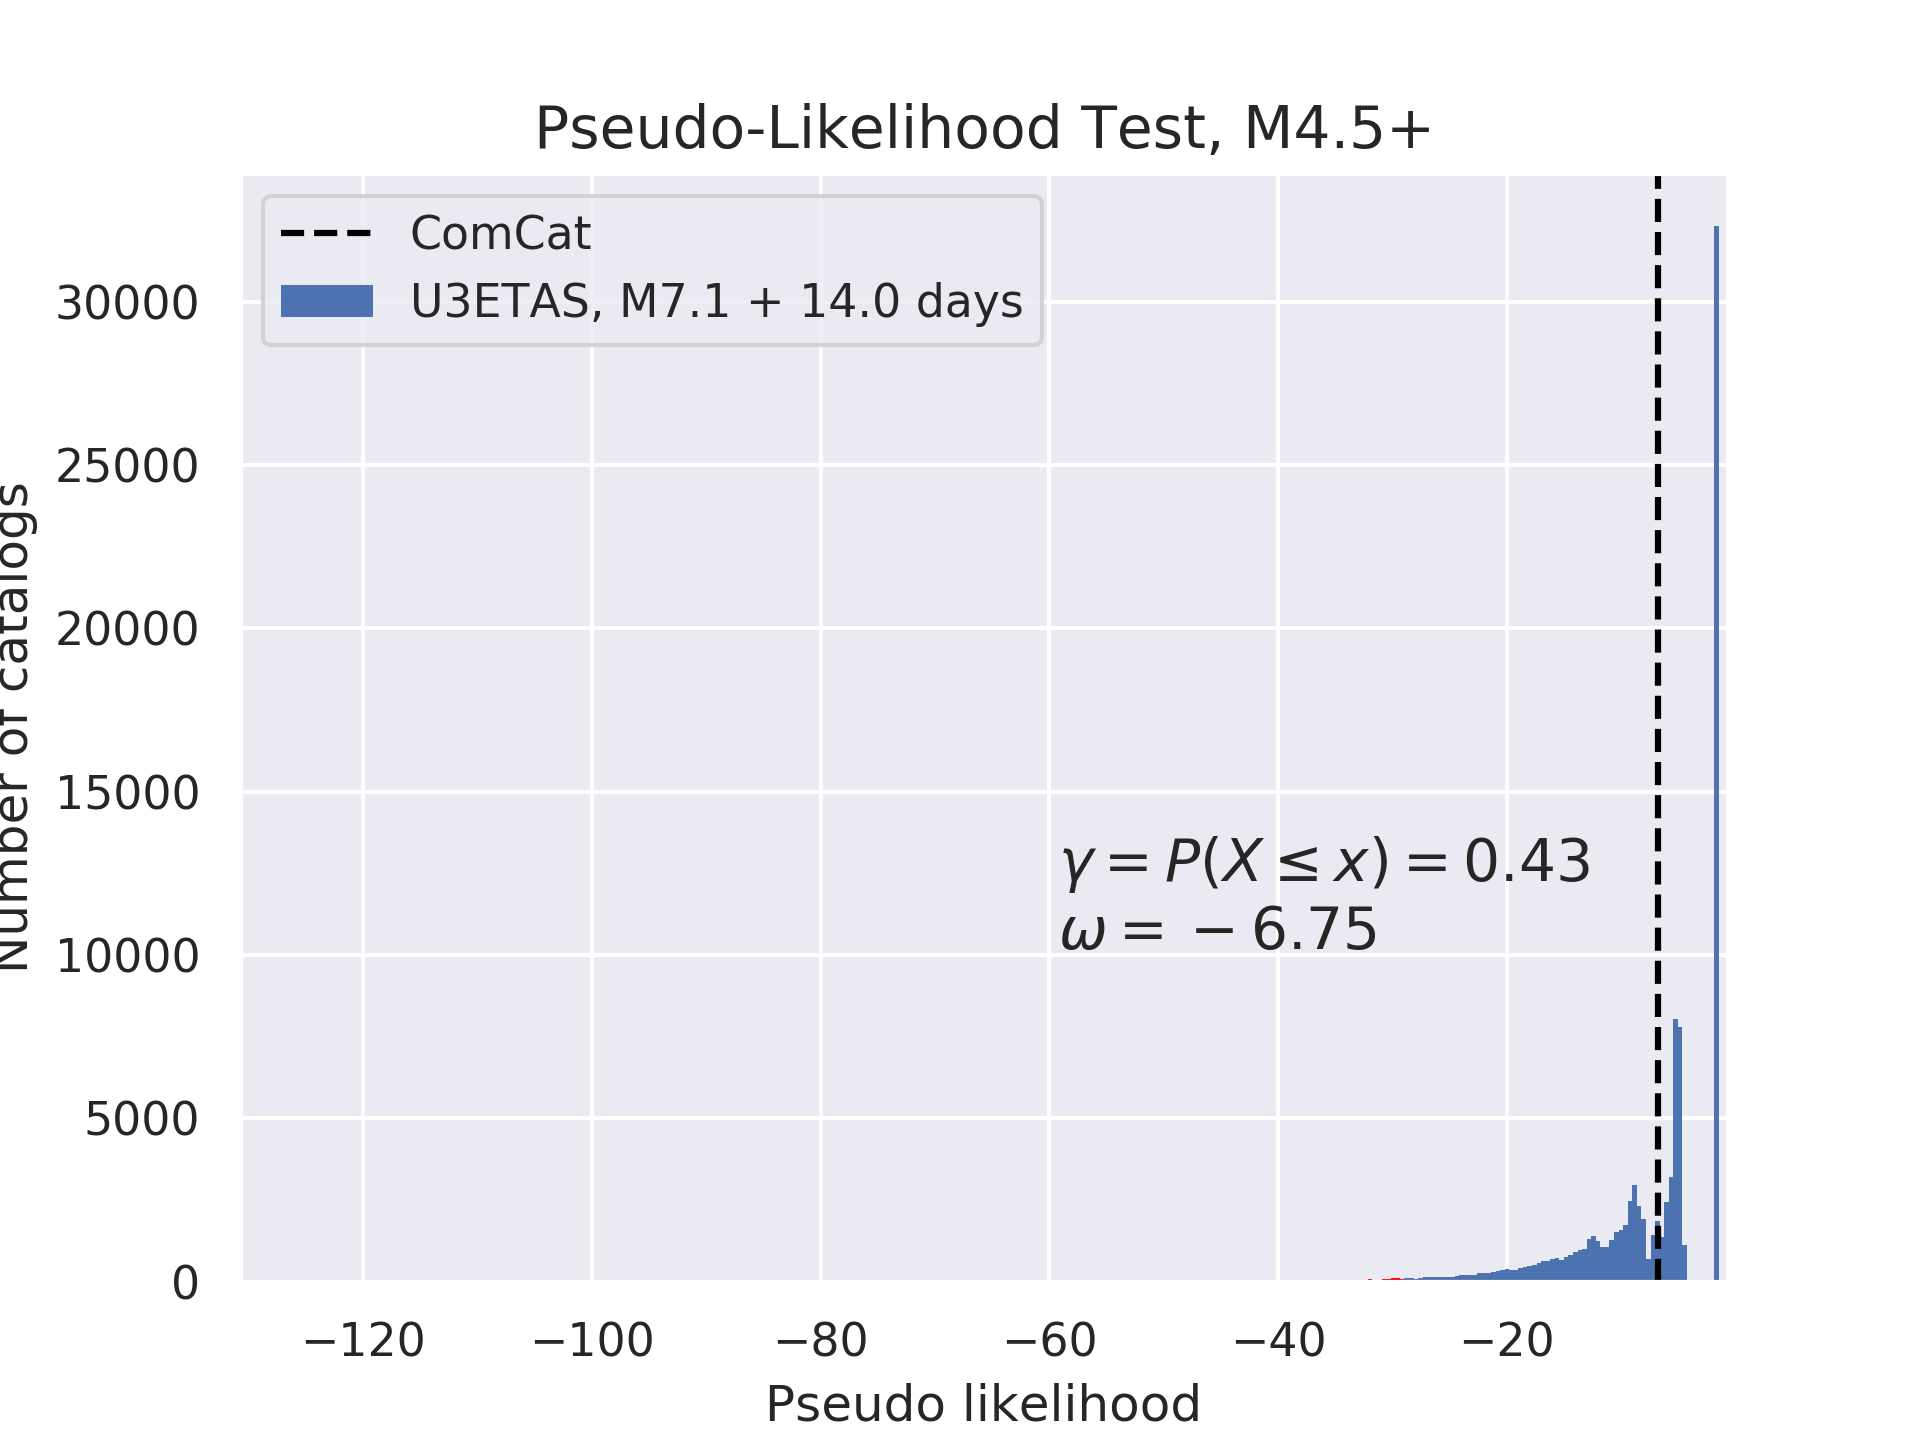 Pseudo-Likelihood Test, M4.5+
ComCat
U3ETAS, M7.1 + 14.0 days
Number of catalogs
30000
25000
20000
15000
10000
5000
0
γ = P(X ≤ x) = 0.43
ω = − 6.75
−120 −100 −80 −60 −40 −20
Pseudo likelihood